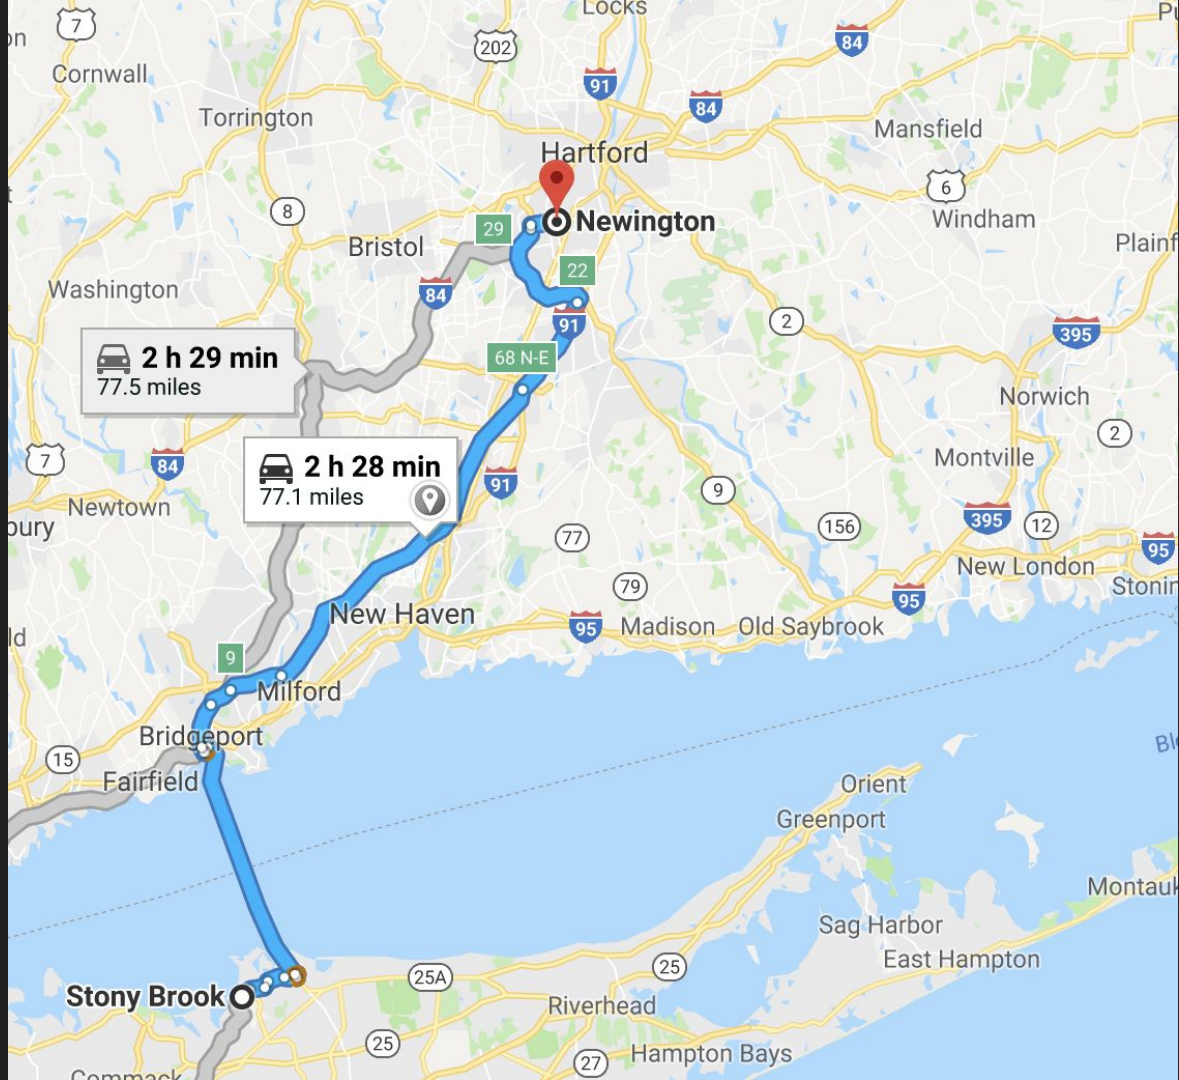 Locks
7
202
84
on
Cornwall
91
84
Torrington
Mansfield
Hartford
6
8
Windham
29
Newington
Bristol
Plainf
22
84
Washington
91
2
395
2 h 29 min
77.5 miles
68 N-E
Norwich
2
7
84
2 h 28 min
77.1 miles
91
Montville
9
Newtown
bury
77
156
395
12
95
New London
79
95
Stonin
New Haven
95
Madison
Old Saybrook
ld
9
Milford
Bridgeport
15
Fairfield
Orient
Greenport
Montauk
Sag Harbor
East Hampton
25A
25
Stony Brook
Riverhead
25
27
Hampton Bays
Commack